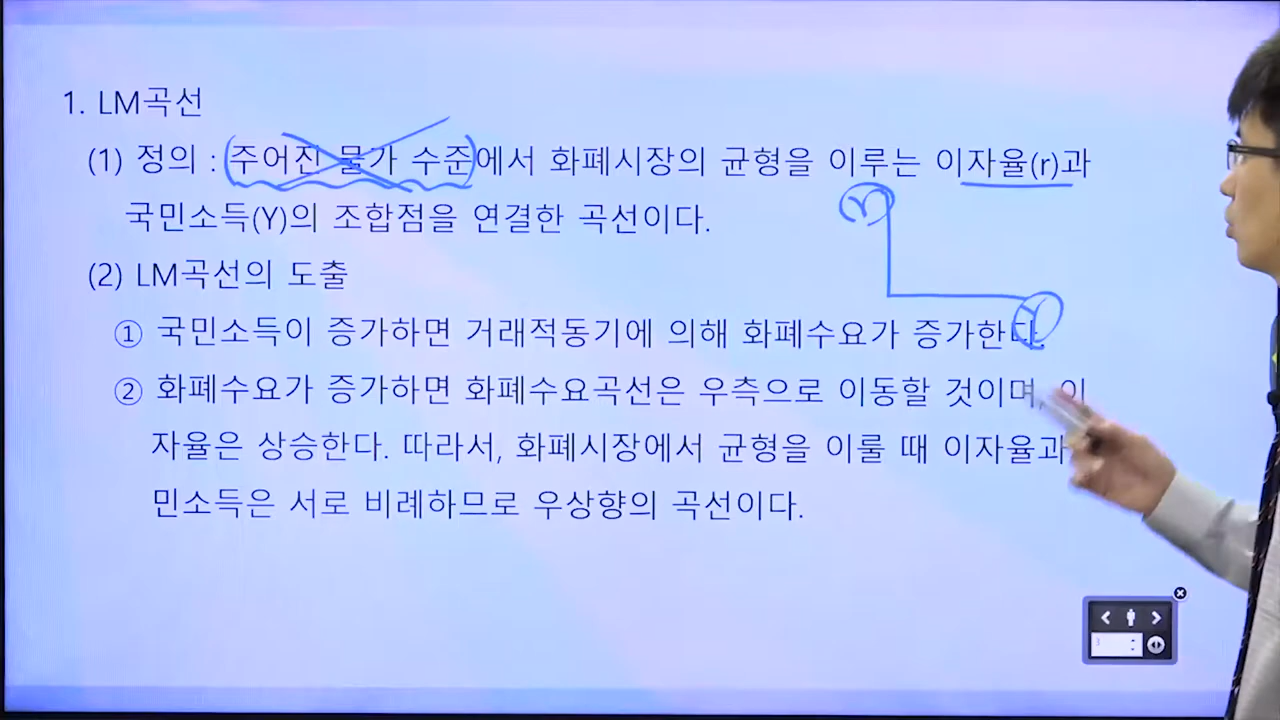 1. LM곡선
(1) 정의 : (주어진 물가 수준)에서 화폐시장의 균형을 이루는 이자율(r)과
국민소득(Y)의 조합점을 연결한 곡선이다.
r
(2) LM곡선의 도출
Y
① 국민소득이 증가하면 거래적동기에 의해 화폐수요가 증가한다.
② 화폐수요가 증가하면 화폐수요곡선은 우측으로 이동할 것이며, 이
자율은 상승한다. 따라서, 화폐시장에서 균형을 이룰 때 이자율과
민소득은 서로 비례하므로 우상향의 곡선이다.